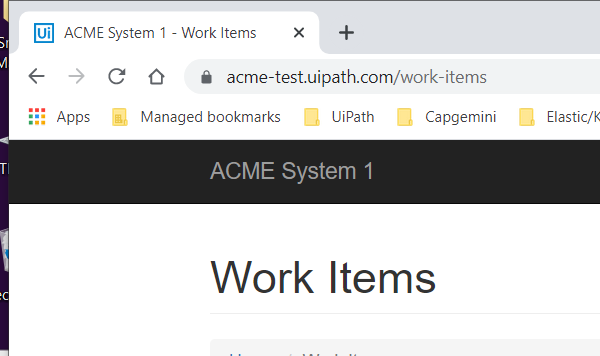 Ui ACME System 1 - Work Items
acme-test.uipath.com/work-items
Apps Managed bookmarks UiPath Capgemini Elastic/K
ACME System 1
Work Items